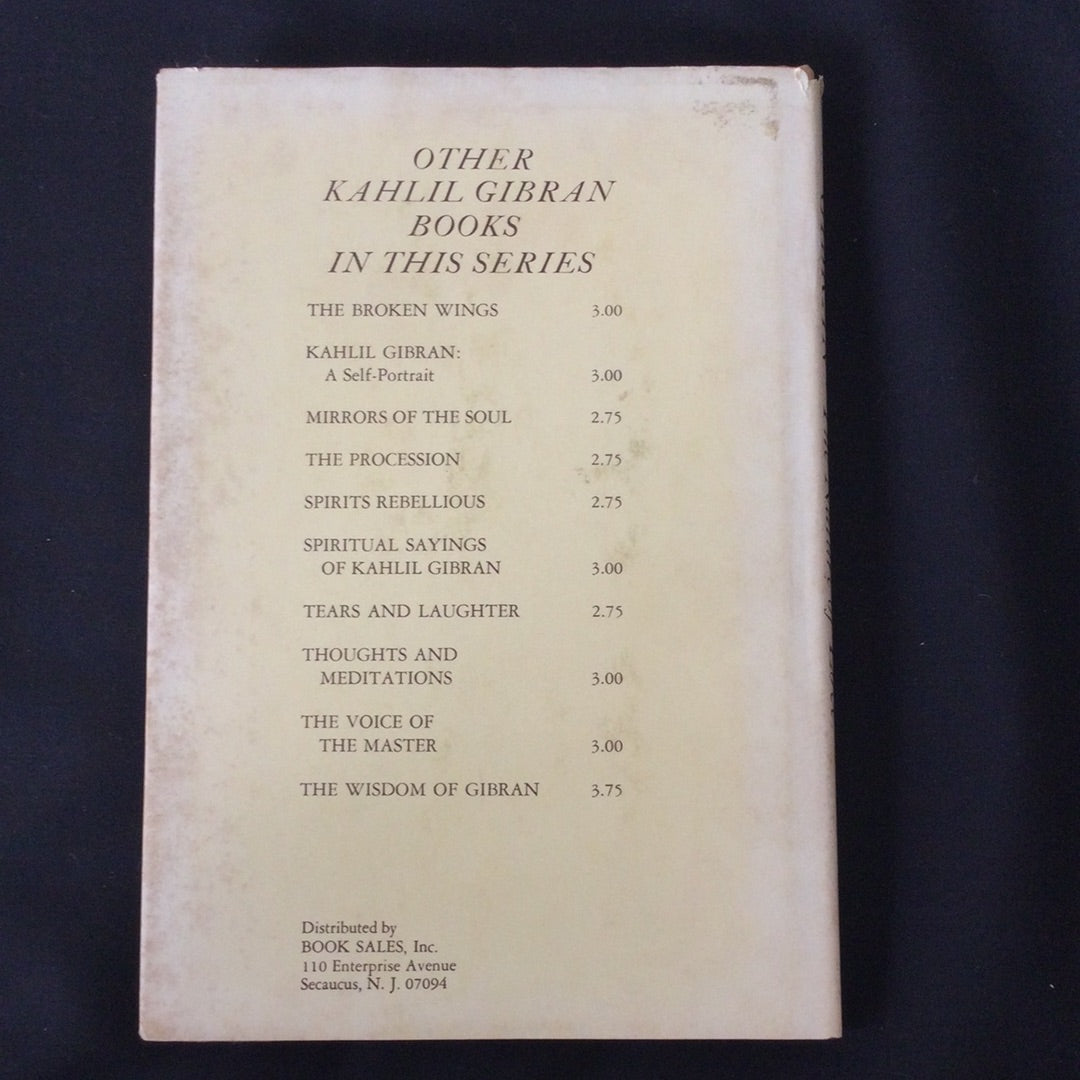 OTHER
KAHLIL GIBRAN
BOOKS
IN THIS SERIES
THE BROKEN WINGS 3.00
KAHLIL GIBRAN:
A Self-Portrait 3.00
MIRRORS OF THE SOUL 2.75
THE PROCESSION 2.75
SPIRITS REBELLIOUS 2.75
SPIRITUAL SAYINGS
OF KAHLIL GIBRAN 3.00
TEARS AND LAUGHTER 2.75
THOUGHTS AND
MEDITATIONS 3.00
THE VOICE OF
THE MASTER 3.00
THE WISDOM OF GIBRAN 3.75
Distributed by
BOOK SALES, Inc.
110 Enterprise Avenue
Secaucus, N. J. 07094